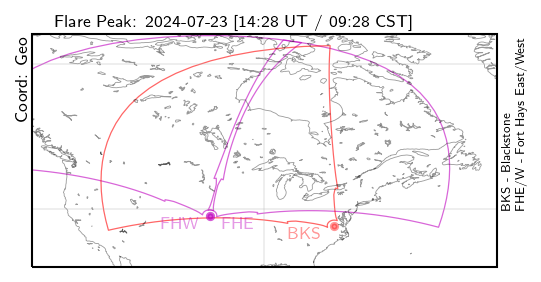 Flare Peak: 2024-07-23 [14:28 UT / 09:28 CST]
Coord: Geo
FHW
FHE
BKS
BKS - Blackstone
FHE/W - Fort Hays East/West